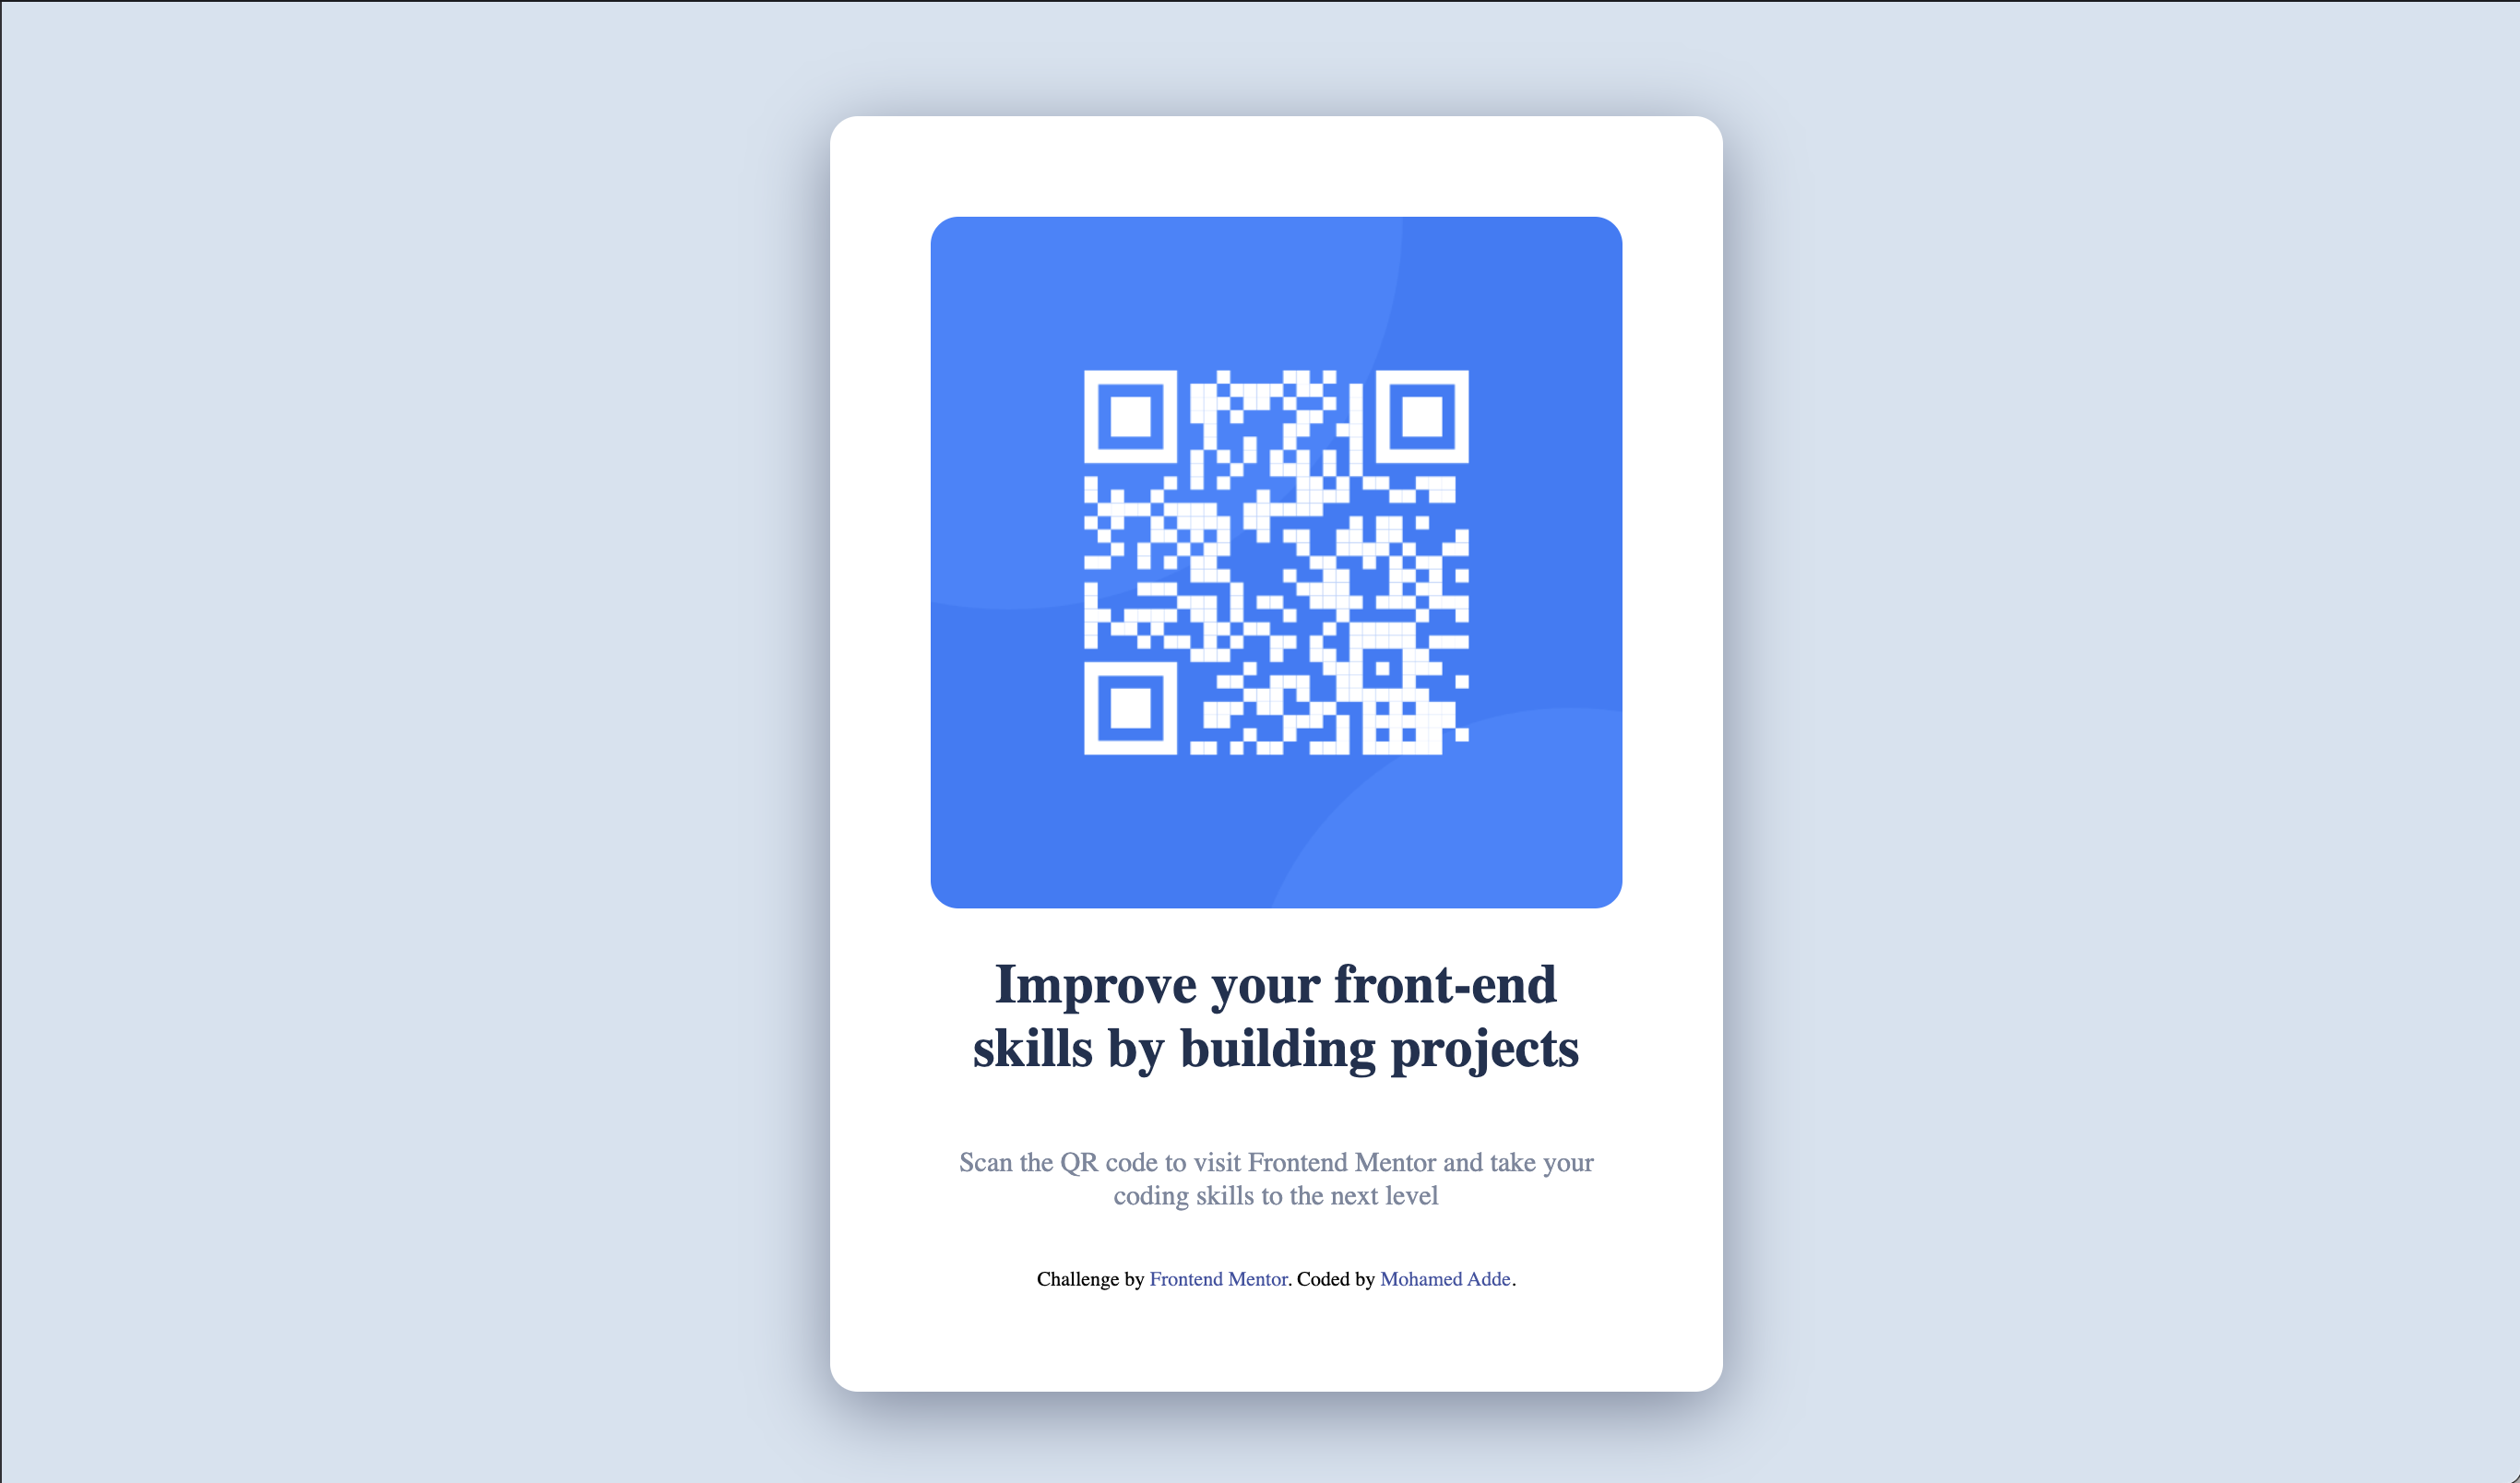 Improve your front-end
skills by building projects
Scan the QR code to visit Frontend Mentor and take your
coding skills to the next level
Challenge by Frontend Mentor. Coded by Mohamed Adde.